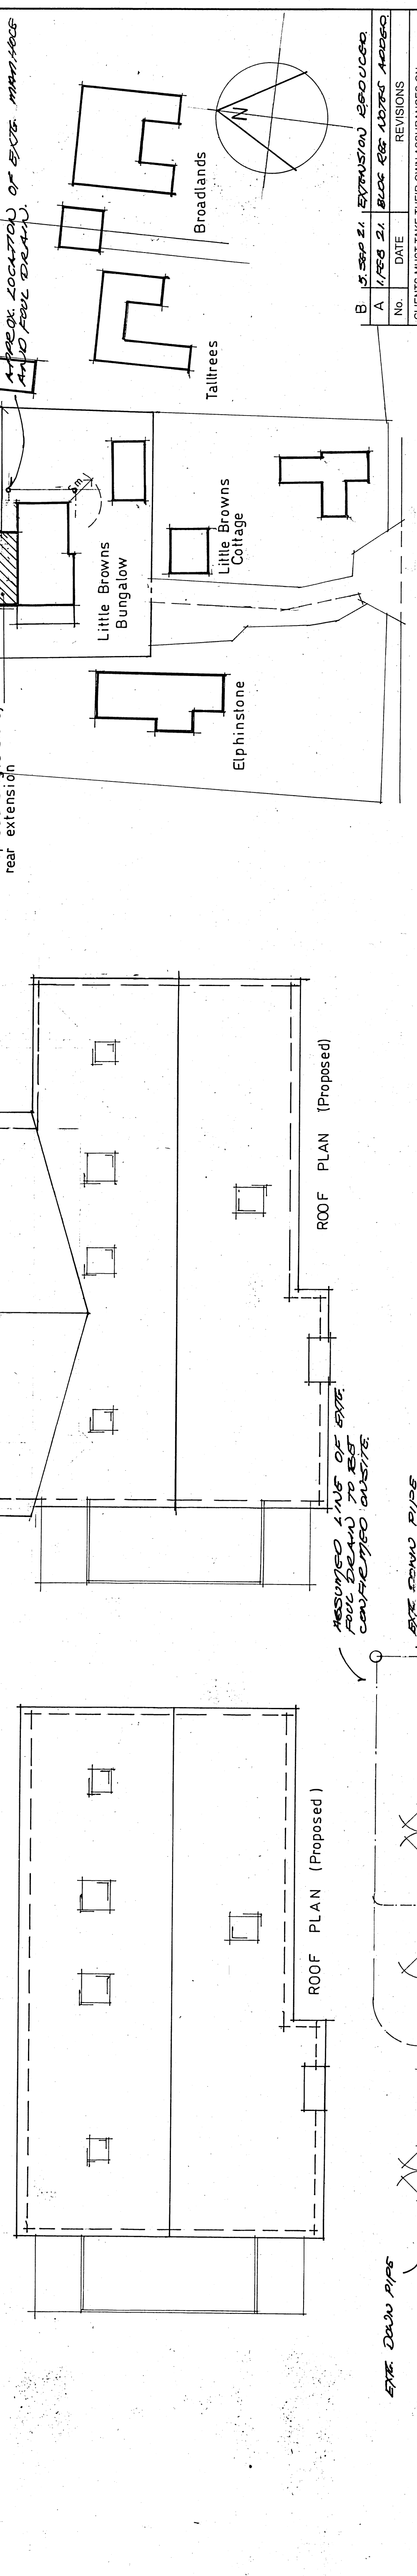 APPROX. LOCATION OF EXTG. MANHOLE
AND FOUL DRAIN.
rear extension
5m
Little Browns
Bungalow
Little Browns
Cottage
Elphinstone
Talltrees
Broadlands
N
B 5.SEP 21. EXTENSION REDUCED.
A 1.FEB 21. BLDG REG NOTES ADDED.
No. DATE REVISIONS
ROOF PLAN (Proposed)
ASSUMED LINE OF EXTG.
FOUL DRAIN TO BE
CONFIRMED ONSITE.
EXTG. DOWN PIPE
ROOF PLAN (Proposed)
EXTG. DOWN PIPE